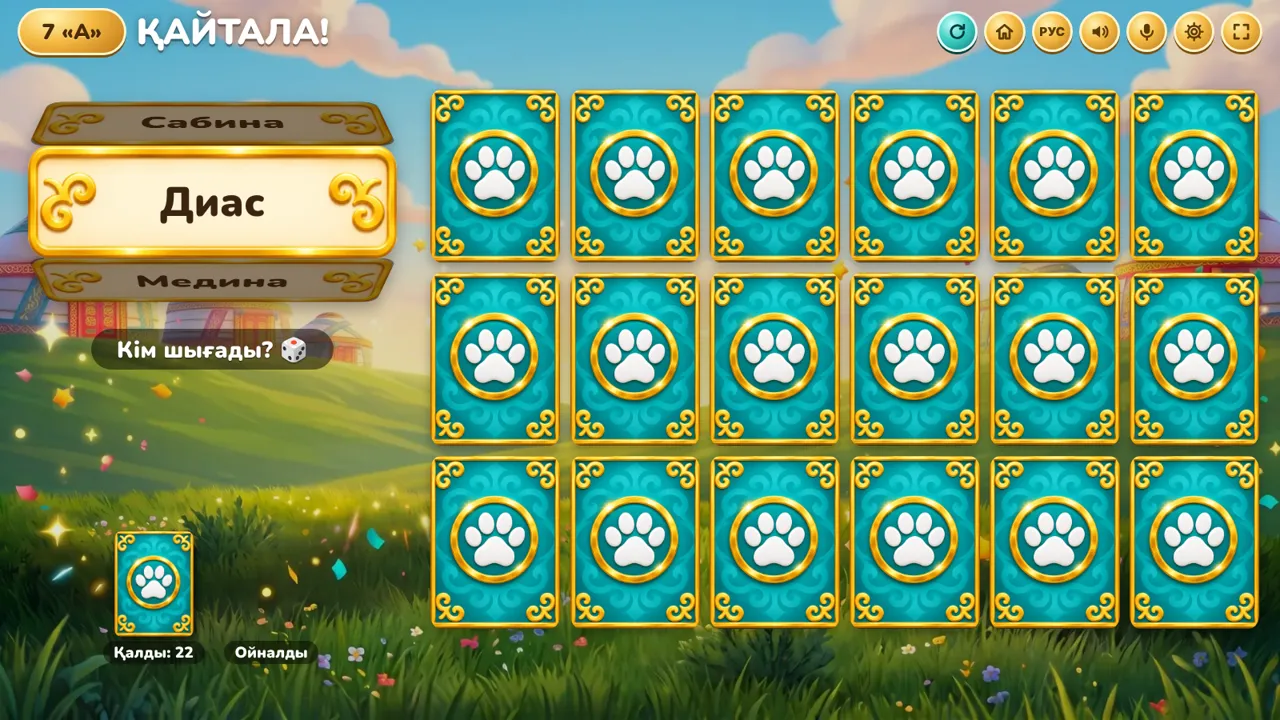 7 «А»
ҚАЙТАЛА!
РУС
Сабина
Диас
Медина
Кім шығады?
Қалды: 22
Ойналды